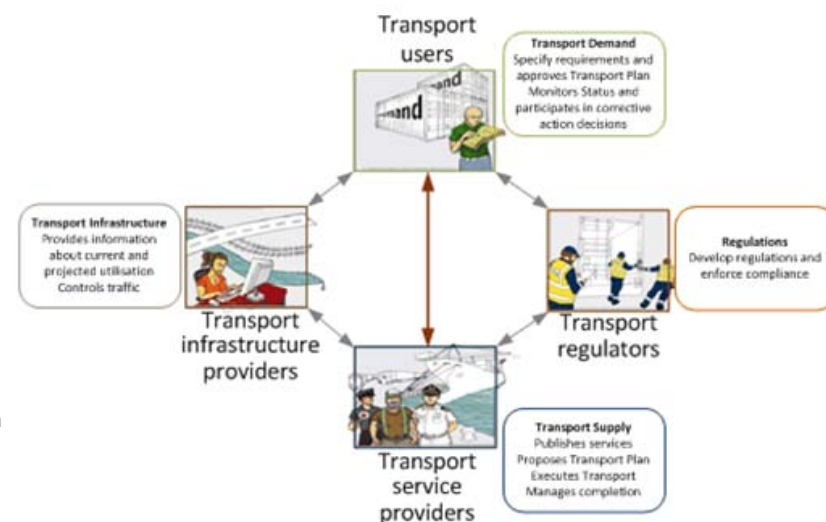 Transport
users
Transport Demand
Specify requirements and
approves Transport Plan
Monitors Status and
participates in corrective
action decisions
Transport Infrastructure
Provides information
about current and
projected utilisation
Controls traffic
Transport
infrastructure
providers
Regulations
Develop regulations and
enforce compliance
Transport
regulators
Transport
service
providers
Transport Supply
Publishes services
Proposes Transport Plan
Executes Transport
Manages completion